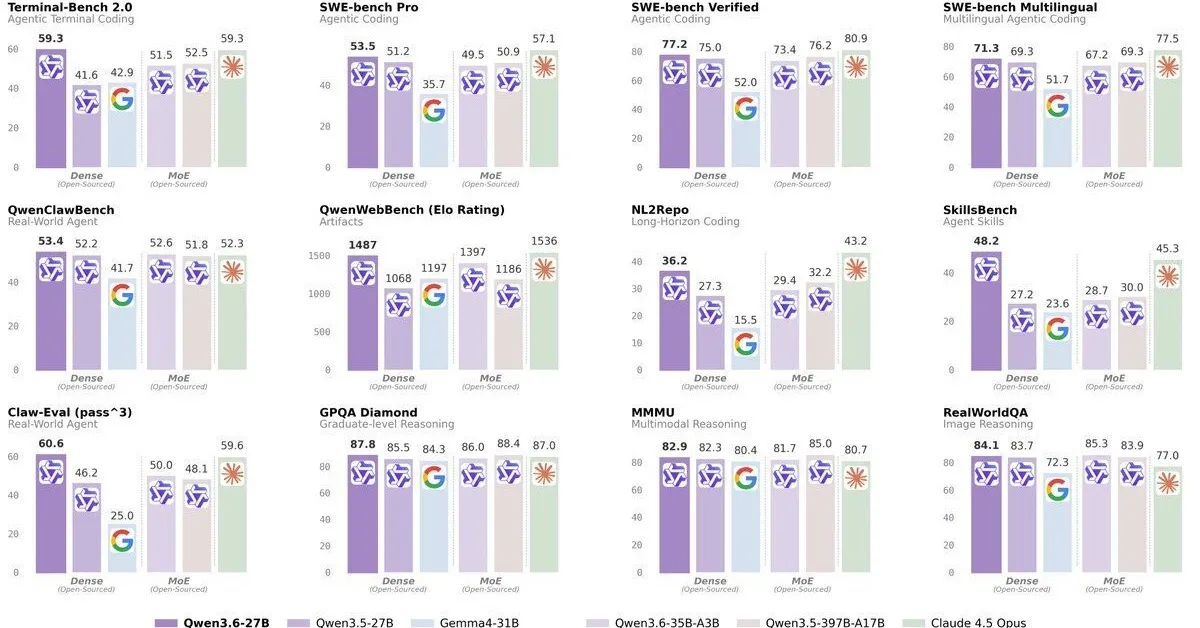 Terminal-Bench 2.0
Agentic Terminal Coding
59.3
41.6
42.9
51.5
52.5
59.3
60
40
20
0
Dense
(Open-Sourced)
MoE
(Open-Sourced)
SWE-bench Pro
Agentic Coding
53.5
51.2
35.7
49.5
50.9
57.1
40
20
0
Dense
(Open-Sourced)
MoE
(Open-Sourced)
SWE-bench Verified
Agentic Coding
77.2
75.0
52.0
73.4
76.2
80.9
80
60
40
20
0
Dense
(Open-Sourced)
MoE
(Open-Sourced)
SWE-bench Multilingual
Multilingual Agentic Coding
71.3
69.3
51.7
67.2
69.3
77.5
80
60
40
20
0
Dense
(Open-Sourced)
MoE
(Open-Sourced)
QwenClawBench
Real-World Agent
53.4
52.2
41.7
52.6
51.8
52.3
40
20
0
Dense
(Open-Sourced)
MoE
(Open-Sourced)
QwenWebBench (Elo Rating)
Artifacts
1487
1068
1197
1397
1186
1536
1500
1000
500
0
Dense
(Open-Sourced)
MoE
(Open-Sourced)
NL2Repo
Long-Horizon Coding
36.2
27.3
15.5
29.4
32.2
43.2
40
30
20
10
0
Dense
(Open-Sourced)
MoE
(Open-Sourced)
SkillsBench
Agent Skills
48.2
27.2
23.6
28.7
30.0
45.3
40
20
0
Dense
(Open-Sourced)
MoE
(Open-Sourced)
Claw-Eval (pass^3)
Real-World Agent
60.6
46.2
25.0
50.0
48.1
59.6
60
40
20
0
Dense
(Open-Sourced)
MoE
(Open-Sourced)
GPQA Diamond
Graduate-level Reasoning
87.8
85.5
84.3
86.0
88.4
87.0
80
60
40
20
0
Dense
(Open-Sourced)
MoE
(Open-Sourced)
MMMU
Multimodal Reasoning
82.9
82.3
80.4
81.7
85.0
80.7
80
60
40
20
0
Dense
(Open-Sourced)
MoE
(Open-Sourced)
RealWorldQA
Image Reasoning
84.1
83.7
72.3
85.3
83.9
77.0
80
60
40
20
0
Dense
(Open-Sourced)
MoE
(Open-Sourced)
Qwen3.6-27B
Qwen3.5-27B
Gemma4-31B
Qwen3.6-35B-A3B
Qwen3.5-397B-A17B
Claude 4.5 Opus